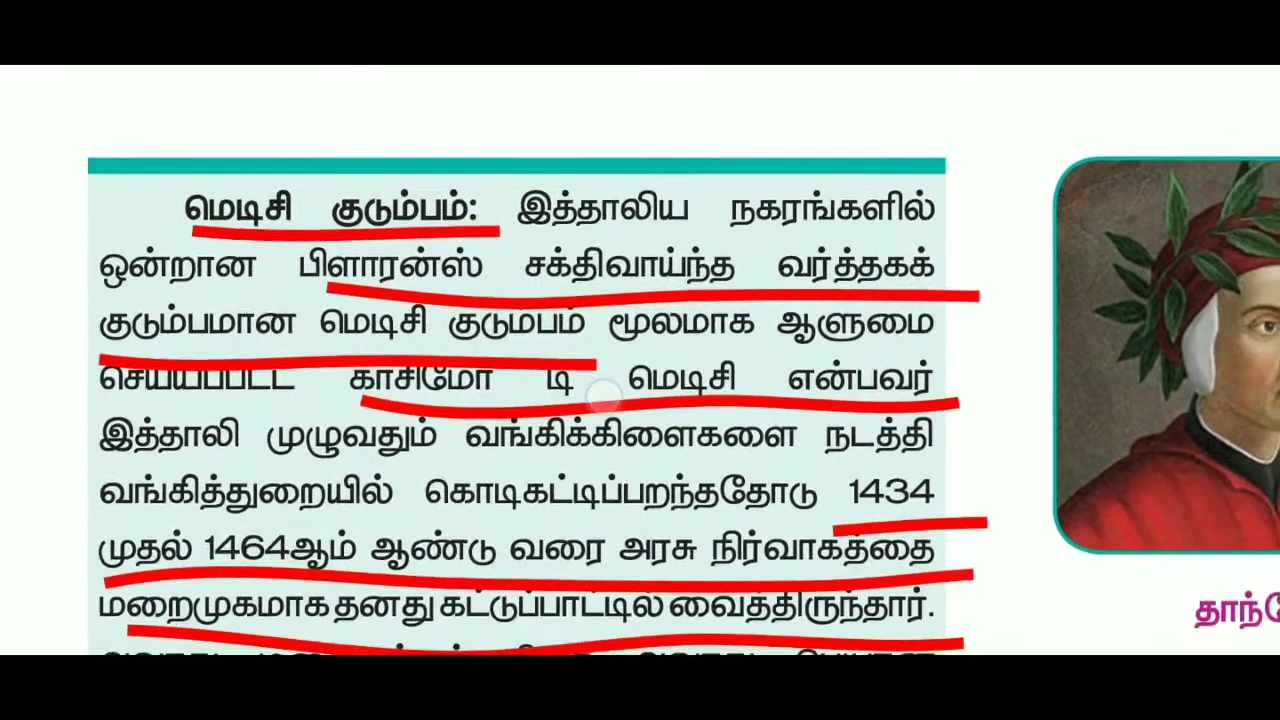 மெடிசி குடும்பம்: இத்தாலிய நகரங்களில்
ஒன்றான பிளாரன்ஸ் சக்திவாய்ந்த வர்த்தகக்
குடும்பமான மெடிசி குடும்பம் மூலமாக ஆளுமை
செய்யப்பட்ட காசிமோ டி மெடிசி என்பவர்
இத்தாலி முழுவதும் வங்கிக்கிளைகளை நடத்தி
வங்கித்துறையில் கொடிகட்டிப்பறந்ததோடு 1434
முதல் 1464ஆம் ஆண்டு வரை அரசு நிர்வாகத்தை
மறைமுகமாக தனது கட்டுப்பாட்டில் வைத்திருந்தார்.